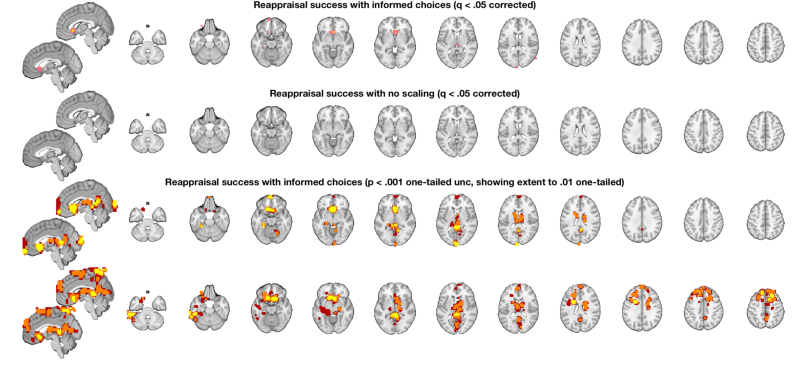 Reappraisal success with informed choices (q < .05 corrected)
Reappraisal success with no scaling (q < .05 corrected)
Reappraisal success with informed choices (p < .001 one-tailed unc, showing extent to .01 one-tailed)